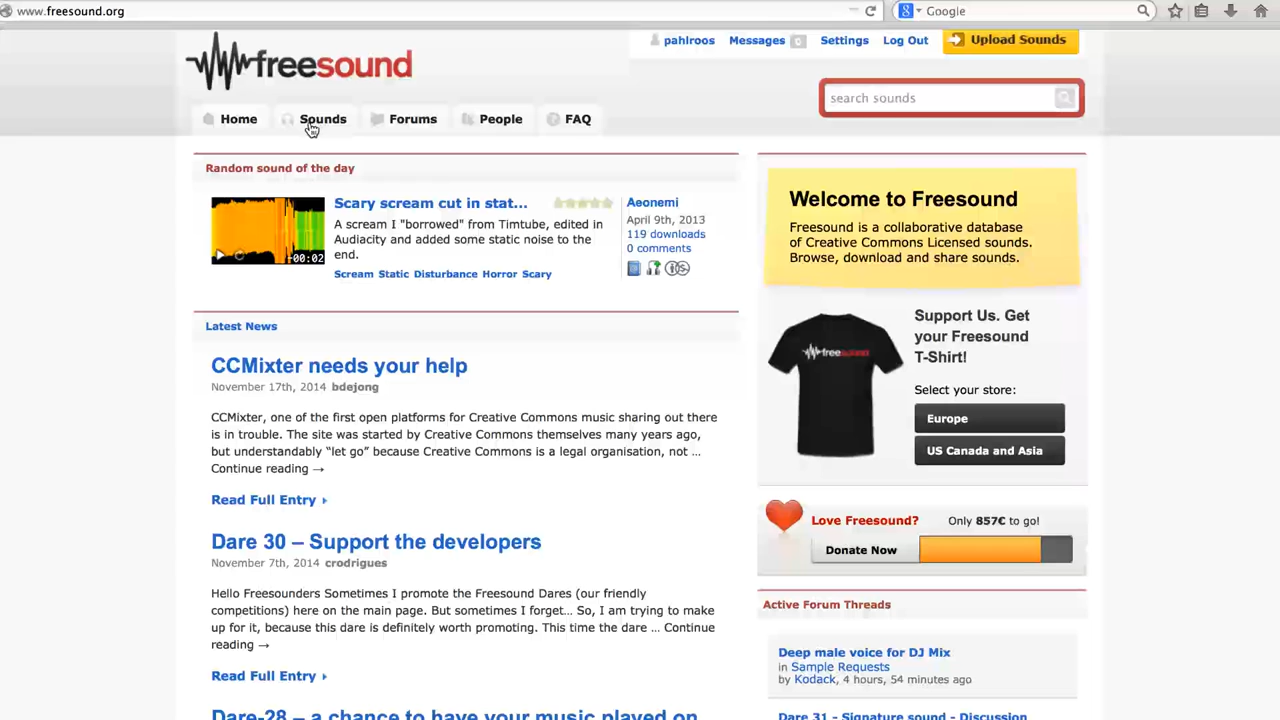 www.freesound.org
Google
freesound
pahlroos Messages 0 Settings Log Out Upload Sounds
search sounds
Home Sounds Forums People FAQ
Random sound of the day
Scary scream cut in stat...
A scream I "borrowed" from Timtube, edited in
Audacity and added some static noise to the
end.
Scream Static Disturbance Horror Scary
-00:02
Aeonemi
April 9th, 2013
119 downloads
0 comments
Latest News
CCMixter needs your help
November 17th, 2014 bdejong
CCMixter, one of the first open platforms for Creative Commons music sharing out there
is in trouble. The site was started by Creative Commons themselves many years ago,
but understandably “let go” because Creative Commons is a legal organisation, not ...
Continue reading →
Read Full Entry
Dare 30 – Support the developers
November 7th, 2014 crodrigues
Hello Freesounders Sometimes I promote the Freesound Dares (our friendly
competitions) here on the main page. But sometimes I forget... So, I am trying to make
up for it, because this dare is definitely worth promoting. This time the dare ... Continue
reading →
Read Full Entry
Dare-28 – a chance to have your music played on
Welcome to Freesound
Freesound is a collaborative database
of Creative Commons Licensed sounds.
Browse, download and share sounds.
freesound
Support Us. Get
your Freesound
T-Shirt!
Select your store:
Europe
US Canada and Asia
Love Freesound? Only 857€ to go!
Donate Now
Active Forum Threads
Deep male voice for DJ Mix
in Sample Requests
by Kodack, 4 hours, 54 minutes ago
Dare 31 - Signature sound - Discussion